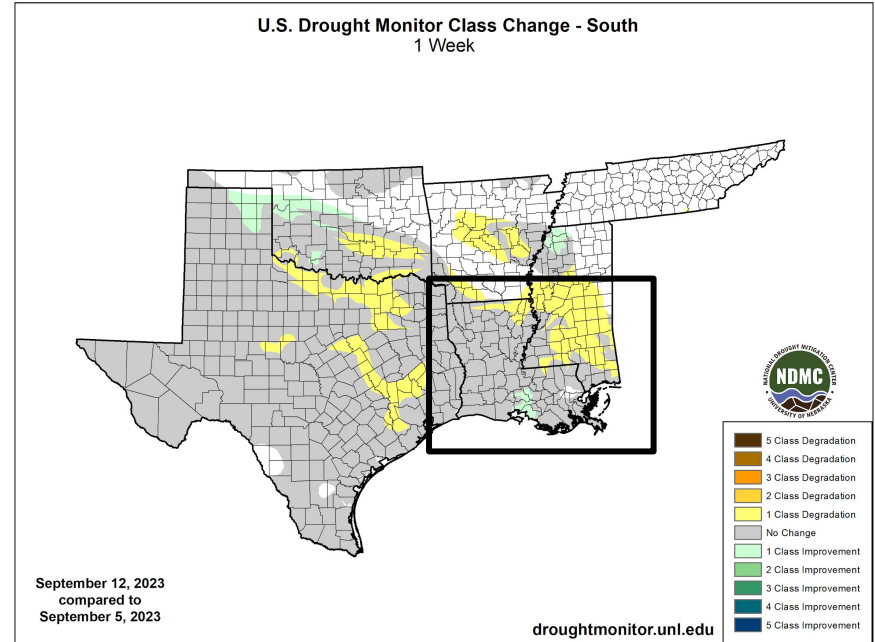 U.S. Drought Monitor Class Change - South
1 Week
NATIONAL DROUGHT MITIGATION CENTER
NDMC
UNIVERSITY OF NEBRASKA
5 Class Degradation
4 Class Degradation
3 Class Degradation
2 Class Degradation
1 Class Degradation
No Change
1 Class Improvement
2 Class Improvement
3 Class Improvement
4 Class Improvement
5 Class Improvement
September 12, 2023
compared to
September 5, 2023
droughtmonitor.unl.edu